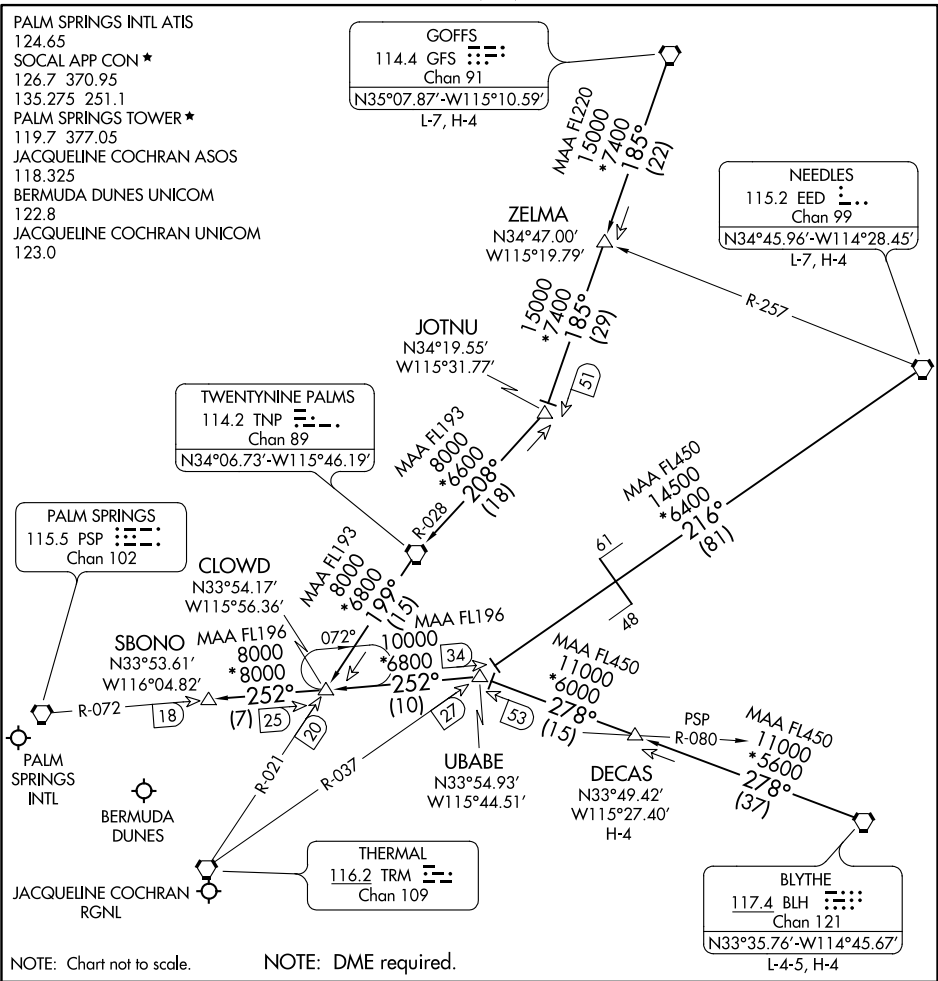 PALM SPRINGS INTL ATIS
124.65
SOCAL APP CON ★
126.7 370.95
135.275 251.1
PALM SPRINGS TOWER ★
119.7 377.05
JACQUELINE COCHRAN ASOS
118.325
BERMUDA DUNES UNICOM
122.8
JACQUELINE COCHRAN UNICOM
123.0
GOFFS
114.4 GFS
Chan 91
N35°07.87'-W115°10.59'
L-7, H-4
MAA FL220
15000
*7400
185°
(22)
NEEDLES
115.2 EED
Chan 99
N34°45.96'-W114°28.45'
L-7, H-4
ZELMA
N34°47.00'
W115°19.79'
R-257
15000
*7400
185°
(29)
JOTNU
N34°19.55'
W115°31.77'
51
TWENTYNINE PALMS
114.2 TNP
Chan 89
N34°06.73'-W115°46.19'
MAA FL193
8000
*6600
208°
(18)
R-028
MAA FL450
14500
*6400
216°
(81)
61
48
PALM SPRINGS
115.5 PSP
Chan 102
CLOWD
N33°54.17'
W115°56.36'
MAA FL193
8000
*6800
199°
(15)
SBONO
N33°53.61'
W116°04.82'
MAA FL196
8000
*8000
252°
(7)
072°
MAA FL196
10000
*6800
252°
(10)
34
R-072
18
25
20
27
53
R-021
R-037
UBABE
N33°54.93'
W115°44.51'
MAA FL450
11000
*6000
278°
(15)
DECAS
N33°49.42'
W115°27.40'
H-4
PSP
R-080
MAA FL450
11000
*5600
278°
(37)
PALM
SPRINGS
INTL
BERMUDA
DUNES
JACQUELINE COCHRAN
RGNL
THERMAL
116.2 TRM
Chan 109
BLYTHE
117.4 BLH
Chan 121
N33°35.76'-W114°45.67'
L-4-5, H-4
NOTE: Chart not to scale.
NOTE: DME required.